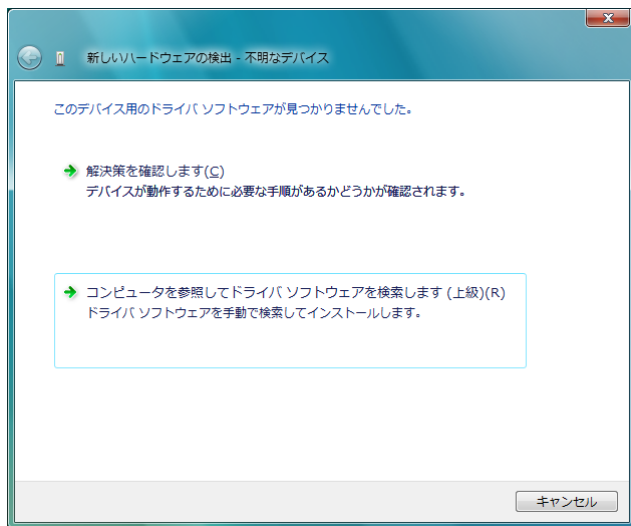 新しいハードウェアの検出 - 不明なデバイス
このデバイス用のドライバ ソフトウェアが見つかりませんでした。
解決策を確認します(C)
デバイスが動作するために必要な手順があるかどうかが確認されます。
コンピュータを参照してドライバ ソフトウェアを検索します (上級)(R)
ドライバ ソフトウェアを手動で検索してインストールします。
キャンセル